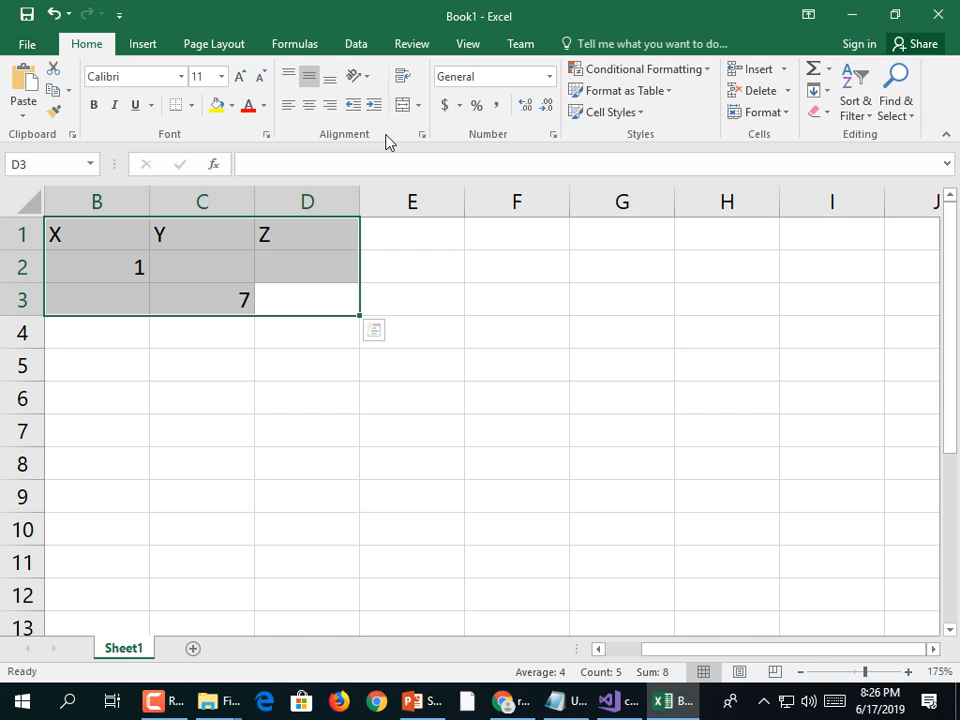 Book1 - Excel
File Home Insert Page Layout Formulas Data Review View Team Tell me what you want to do... Sign in Share
Paste Calibri 11 General Conditional Formatting Insert
B I U A $ % , Format as Table Delete Sort & Find &
Cell Styles Format Filter Select
Clipboard Font Alignment Number Styles Cells Editing
D3 fx
B C D E F G H I J
1 X Y Z
2 1
3 7
4
5
6
7
8
9
10
11
12
13
Sheet1
Ready Average: 4 Count: 5 Sum: 8 175%
R... Fi... S... r... U... c... B... 8:26 PM
6/17/2019